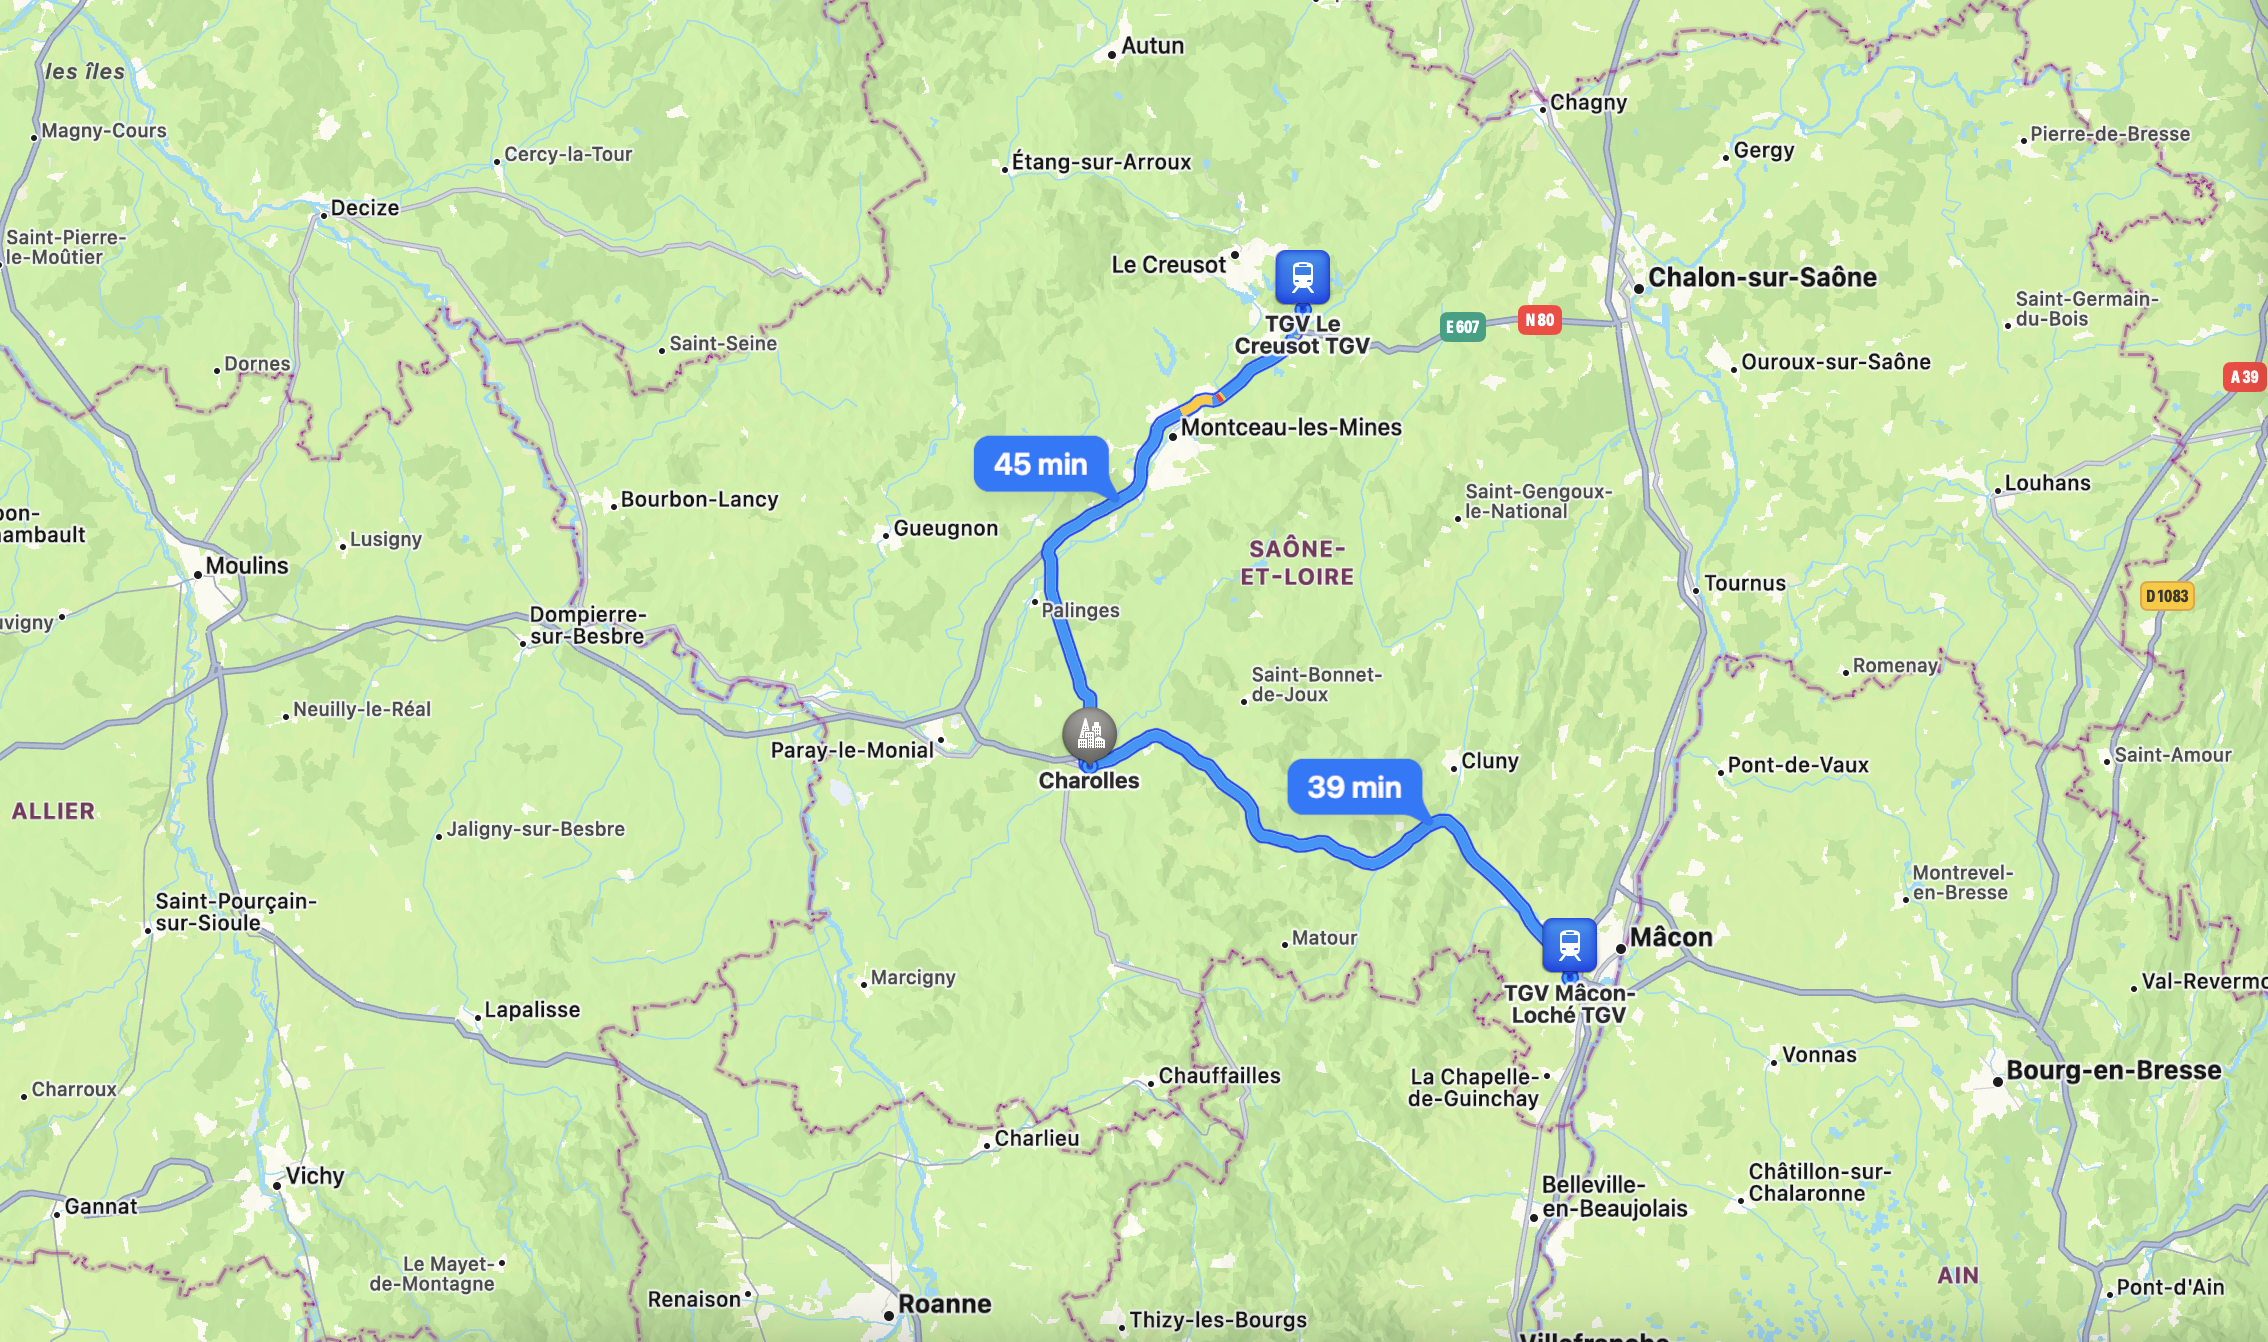 Autun
les îles
Chagny
Magny-Cours
Pierre-de-Bresse
Gergy
Cercy-la-Tour
Étang-sur-Arroux
Decize
Saint-Pierre-
le-Moûtier
Le Creusot
Chalon-sur-Saône
Saint-Germain-
du-Bois
TGV Le
Creusot TGV
E 607
N 80
Saint-Seine
Dornes
Ouroux-sur-Saône
A 39
Montceau-les-Mines
45 min
Louhans
Bourbon-Lancy
Saint-Gengoux-
le-National
Gueugnon
Lusigny
SAÔNE-
ET-LOIRE
Moulins
Tournus
D 1083
Palinges
Dompierre-
sur-Besbre
Romenay
Saint-Bonnet-
de-Joux
Neuilly-le-Réal
Paray-le-Monial
Charolles
Cluny
Pont-de-Vaux
Saint-Amour
39 min
ALLIER
Jaligny-sur-Besbre
Montrevel-
en-Bresse
Saint-Pourçain-
sur-Sioule
Matour
Mâcon
Marcigny
TGV Mâcon-
Loché TGV
Val-Revermo
Lapalisse
Vonnas
Chauffailles
La Chapelle-
de-Guinchay
Bourg-en-Bresse
Charroux
Charlieu
Vichy
Châtillon-sur-
Chalaronne
Belleville-
en-Beaujolais
Gannat
Le Mayet-
de-Montagne
AIN
Pont-d'Ain
Renaison
Roanne
Thizy-les-Bourgs